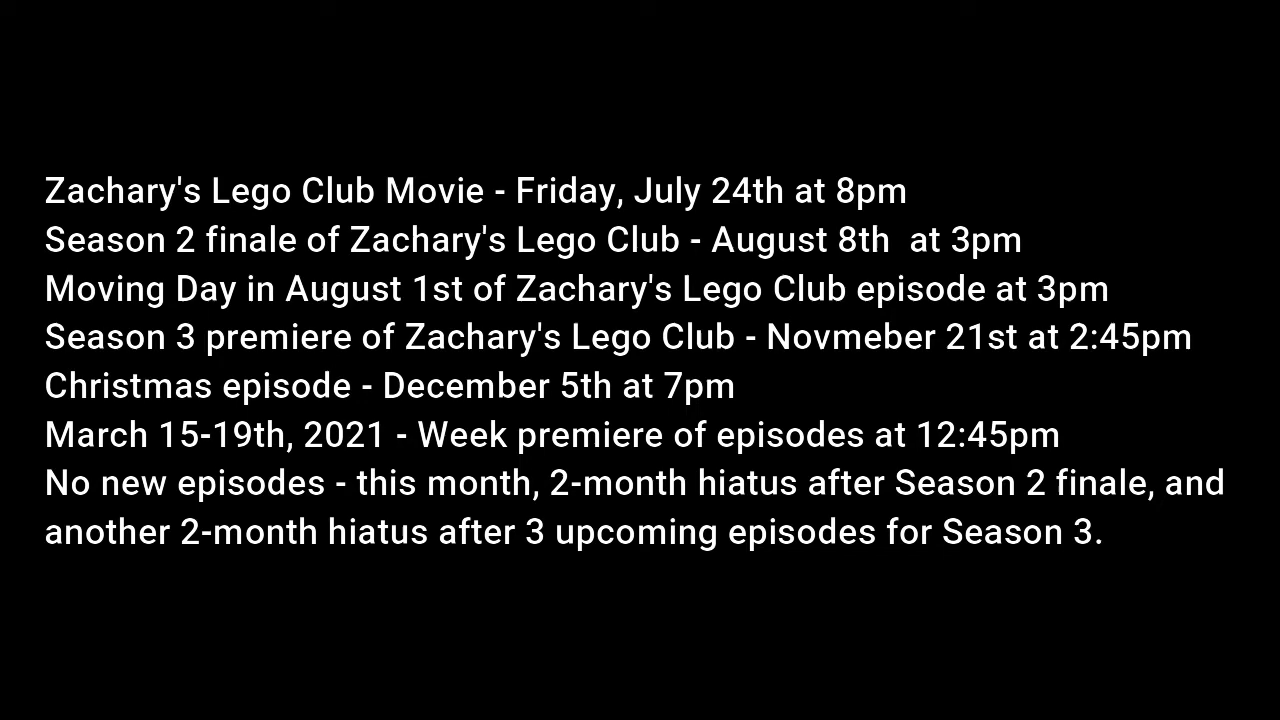 Zachary's Lego Club Movie - Friday, July 24th at 8pm
Season 2 finale of Zachary's Lego Club - August 8th  at 3pm
Moving Day in August 1st of Zachary's Lego Club episode at 3pm
Season 3 premiere of Zachary's Lego Club - Novmeber 21st at 2:45pm
Christmas episode - December 5th at 7pm
March 15-19th, 2021 - Week premiere of episodes at 12:45pm
No new episodes - this month, 2-month hiatus after Season 2 finale, and
another 2-month hiatus after 3 upcoming episodes for Season 3.